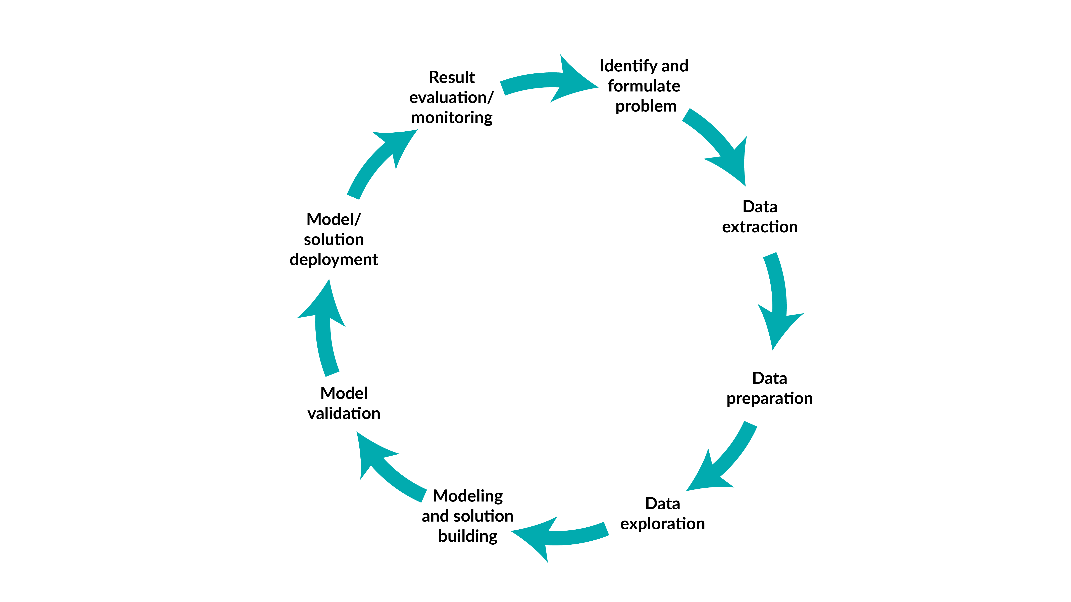 Identify and
formulate
problem
Data
extraction
Data
preparation
Data
exploration
Modeling
and solution
building
Model
validation
Model/
solution
deployment
Result
evaluation/
monitoring